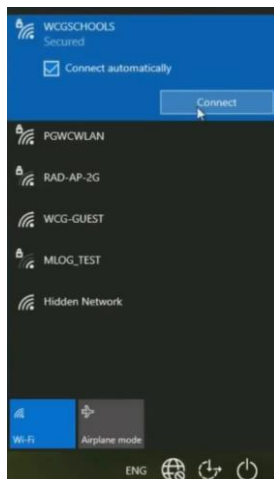 WCGSCHOOLS
Secured
Connect automatically
Connect
PGWCWLAN
RAD-AP-2G
WCG-GUEST
MLOG_TEST
Hidden Network
Wi-Fi
Airplane mode
ENG